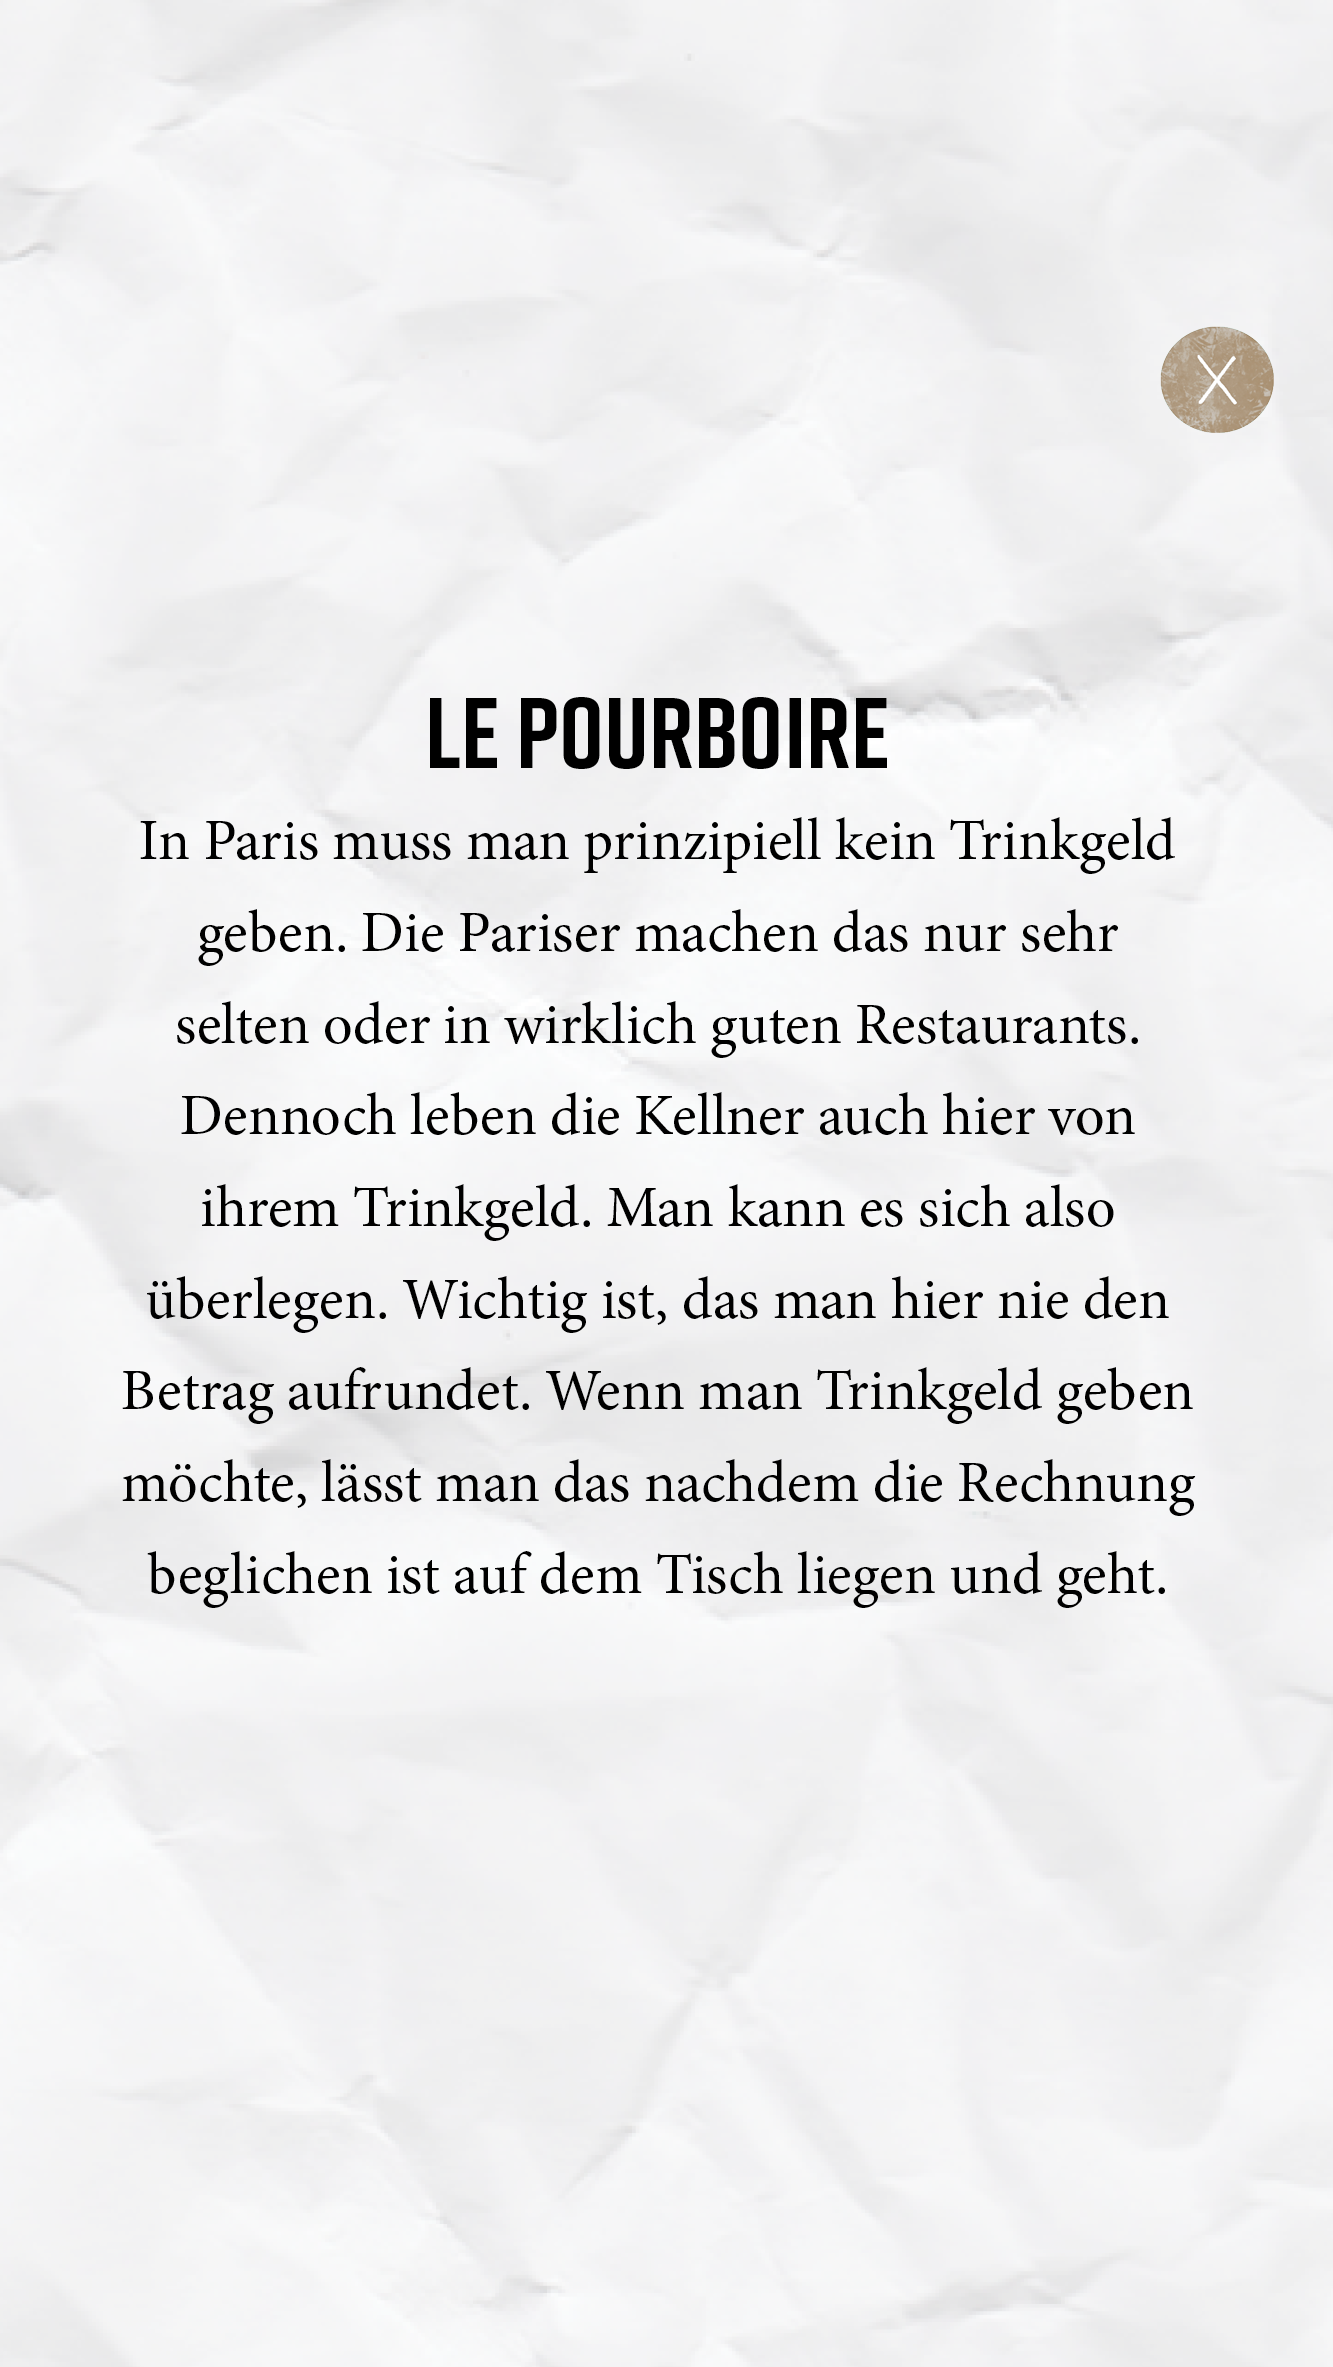 X
LE POURBOIRE
In Paris muss man prinzipiell kein Trinkgeld
geben. Die Pariser machen das nur sehr
selten oder in wirklich guten Restaurants.
Dennoch leben die Kellner auch hier von
ihrem Trinkgeld. Man kann es sich also
überlegen. Wichtig ist, das man hier nie den
Betrag aufrundet. Wenn man Trinkgeld geben
möchte, lässt man das nachdem die Rechnung
beglichen ist auf dem Tisch liegen und geht.